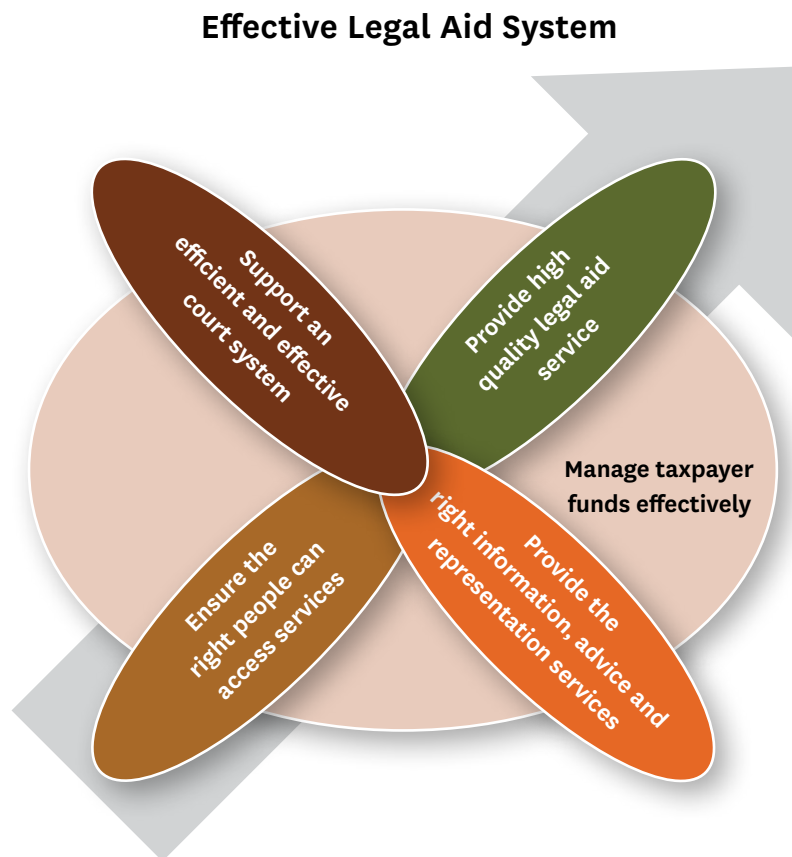 Effective Legal Aid System
Support an
efficient and effective
court system
Provide high
quality legal aid
service
Manage taxpayer
funds effectively
Ensure the
right people can
access services
Provide the
right information, advice and
representation services